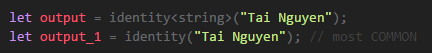 let output = identity<string>("Tai Nguyen");
let output_1 = identity("Tai Nguyen"); // most COMMON